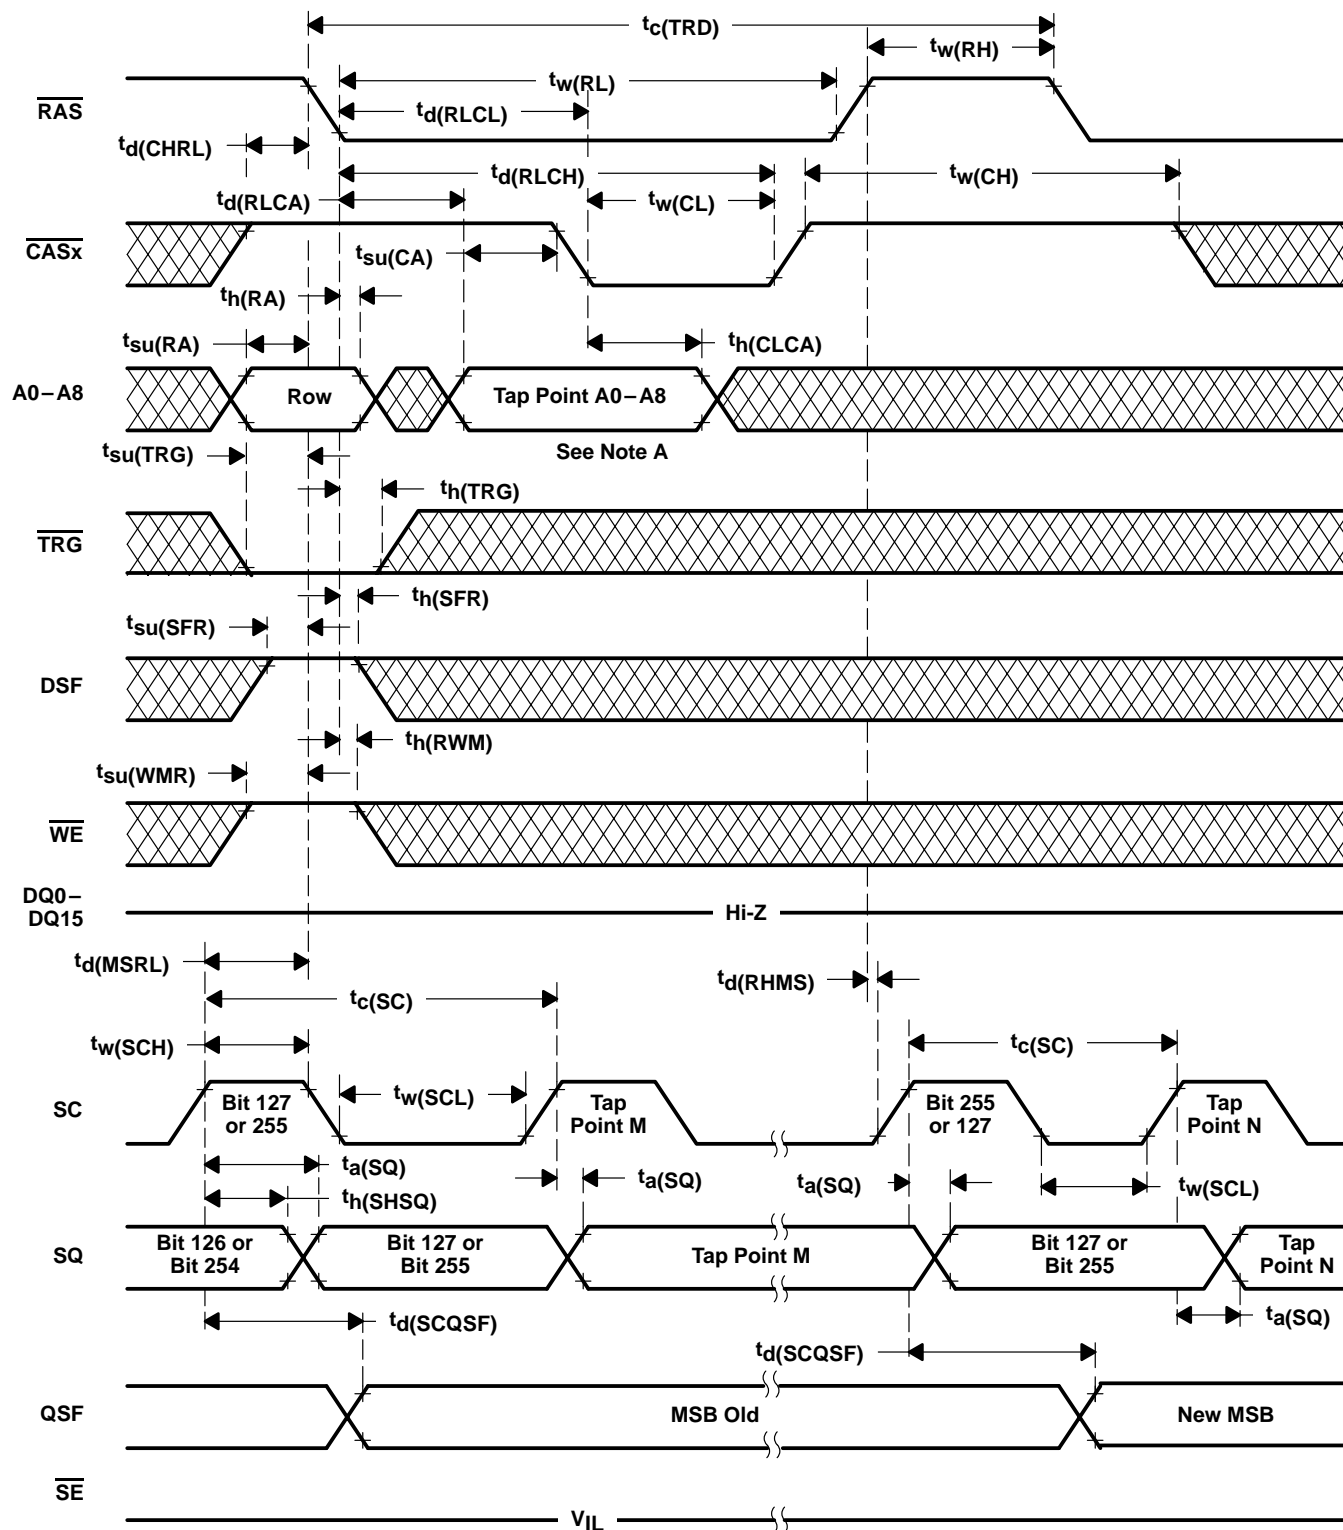 tc(TRD)
tw(RH)
tw(RL)
RAS
td(RLCL)
td(CHRL)
td(RLCH)
tw(CH)
td(RLCA)
tw(CL)
CASx
tsu(CA)
th(RA)
tsu(RA)
th(CLCA)
A0–A8
Row
Tap Point A0–A8
tsu(TRG)
See Note A
th(TRG)
TRG
th(SFR)
tsu(SFR)
DSF
th(RWM)
tsu(WMR)
WE
DQ0–
DQ15
Hi-Z
td(MSRL)
td(RHMS)
tc(SC)
tw(SCH)
tc(SC)
tw(SCL)
SC
Bit 127
or 255
Tap
Point M
Bit 255
or 127
Tap
Point N
ta(SQ)
ta(SQ)
ta(SQ)
tw(SCL)
th(SHSQ)
SQ
Bit 126 or
Bit 254
Bit 127 or
Bit 255
Tap Point M
Bit 127 or
Bit 255
Tap
Point N
td(SCQSF)
ta(SQ)
td(SCQSF)
QSF
MSB Old
New MSB
SE
VIL